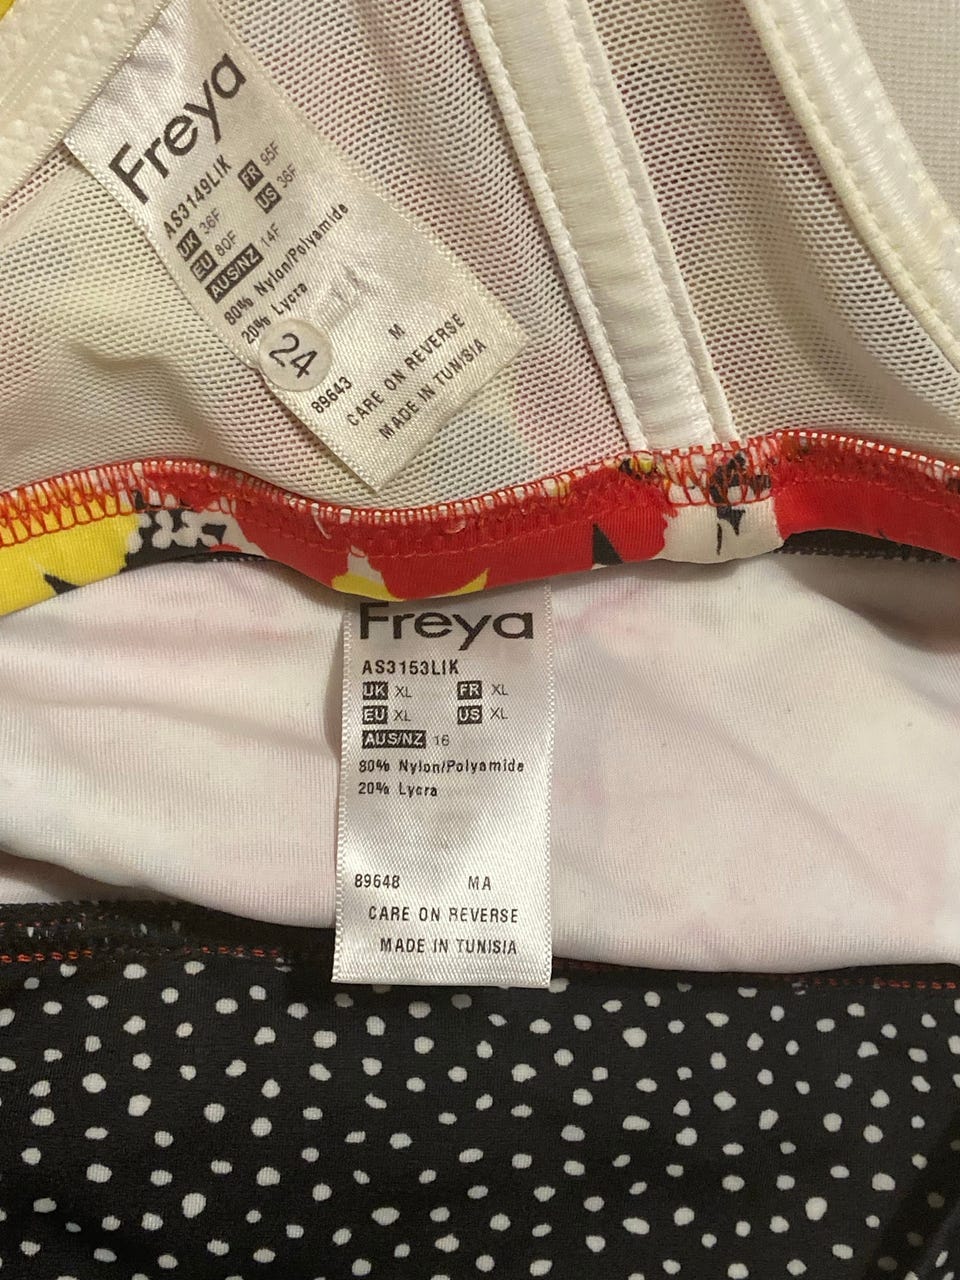 Freya
AS3149LIK
UK 36F FR 95F
EU 80F US 36F
AUS/NZ 14F
80% Nylon/Polyamide
20% Lycra
24
89643 M
CARE ON REVERSE
MADE IN TUNISIA
Freya
AS3153LIK
UK XL FR XL
EU XL US XL
AUS/NZ 16
80% Nylon/Polyamide
20% Lycra
89648 MA
CARE ON REVERSE
MADE IN TUNISIA